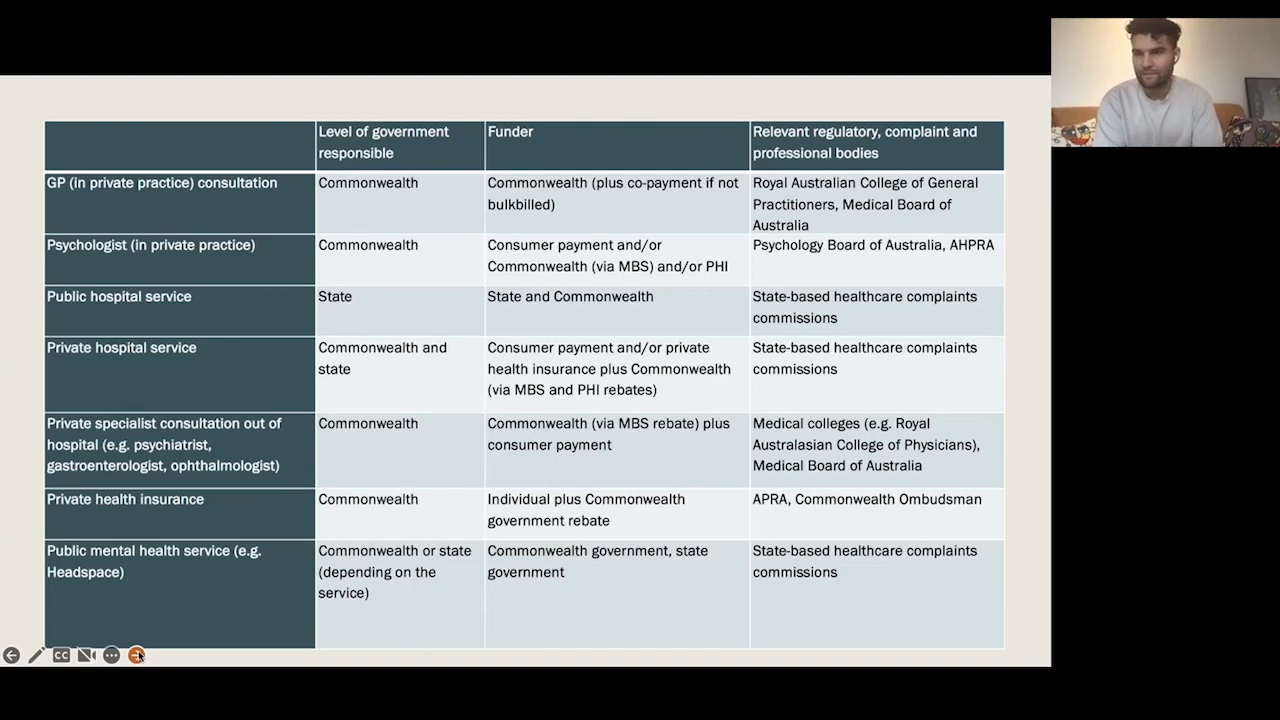 Level of government
responsible
Funder
Relevant regulatory, complaint and
professional bodies
GP (in private practice) consultation
Commonwealth
Commonwealth (plus co-payment if not
bulkbilled)
Royal Australian College of General
Practitioners, Medical Board of
Australia
Psychologist (in private practice)
Commonwealth
Consumer payment and/or
Commonwealth (via MBS) and/or PHI
Psychology Board of Australia, AHPRA
Public hospital service
State
State and Commonwealth
State-based healthcare complaints
commissions
Private hospital service
Commonwealth and
state
Consumer payment and/or private
health insurance plus Commonwealth
(via MBS and PHI rebates)
State-based healthcare complaints
commissions
Private specialist consultation out of
hospital (e.g. psychiatrist,
gastroenterologist, ophthalmologist)
Commonwealth
Commonwealth (via MBS rebate) plus
consumer payment
Medical colleges (e.g. Royal
Australasian College of Physicians),
Medical Board of Australia
Private health insurance
Commonwealth
Individual plus Commonwealth
government rebate
APRA, Commonwealth Ombudsman
Public mental health service (e.g.
Headspace)
Commonwealth or state
(depending on the
service)
Commonwealth government, state
government
State-based healthcare complaints
commissions
CC